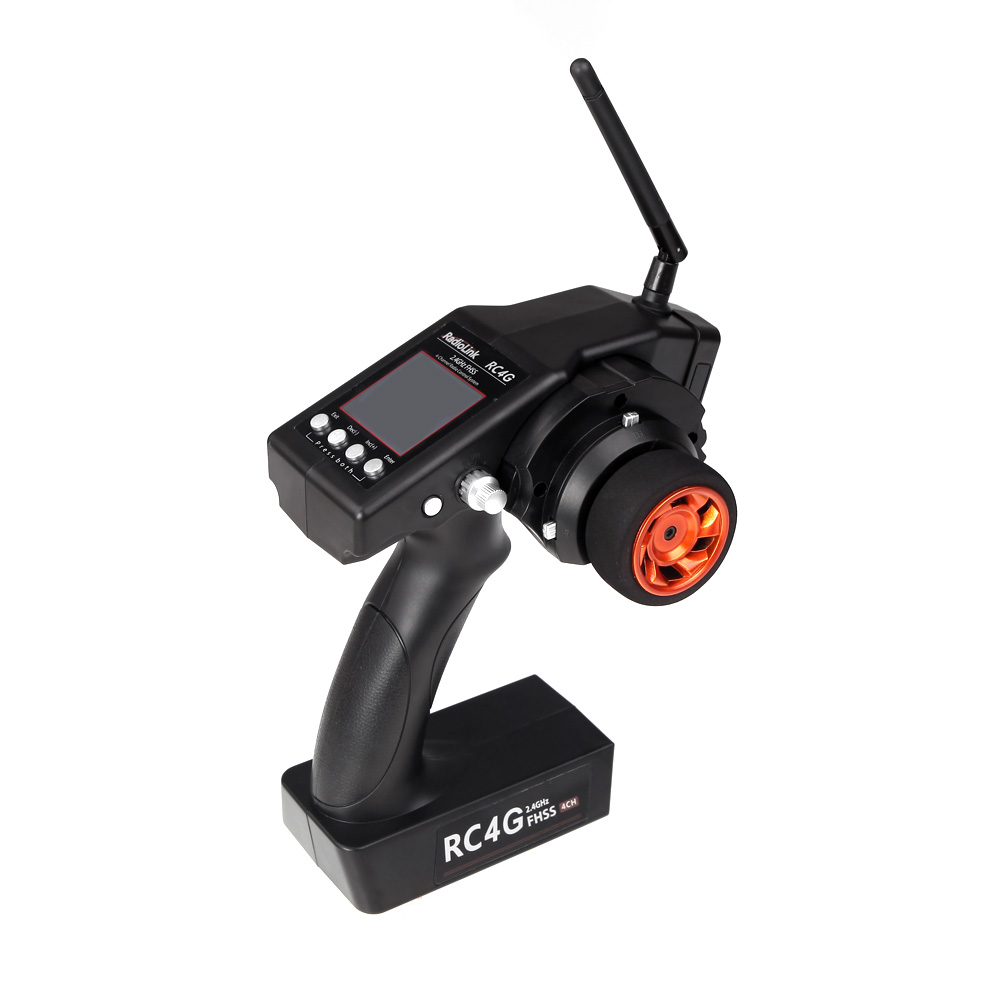 RadioLink RC4G
2.4GHz FHSS
4-Channel Radio Control System
Exit Dec(-) Inc(+) Enter
Press both
RC4G 2.4GHz FHSS 4CH